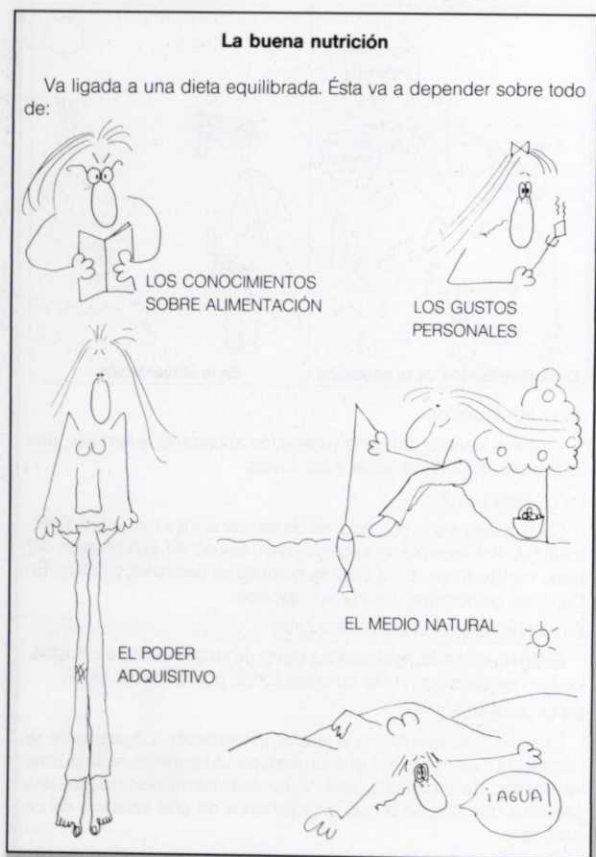 La buena nutrición
Va ligada a una dieta equilibrada. Ésta va a depender sobre todo
de:
LOS CONOCIMIENTOS
SOBRE ALIMENTACIÓN
LOS GUSTOS
PERSONALES
EL PODER
ADQUISITIVO
EL MEDIO NATURAL
¡AGUA!